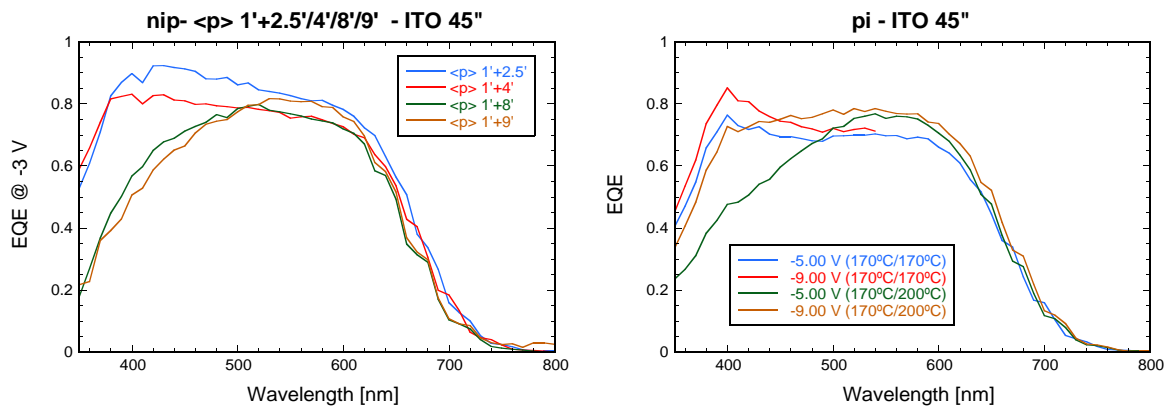 nip- <p> 1'+2.5'/4'/8'/9' - ITO 45"
1
0.8
0.6
0.4
0.2
0
400
500
600
700
800
EQE @ -3 V
Wavelength [nm]
<p> 1'+2.5'
<p> 1'+4'
<p> 1'+8'
<p> 1'+9'
pi - ITO 45"
1
0.8
0.6
0.4
0.2
0
400
500
600
700
800
EQE
Wavelength [nm]
-5.00 V (170ºC/170ºC)
-9.00 V (170ºC/170ºC)
-5.00 V (170ºC/200ºC)
-9.00 V (170ºC/200ºC)